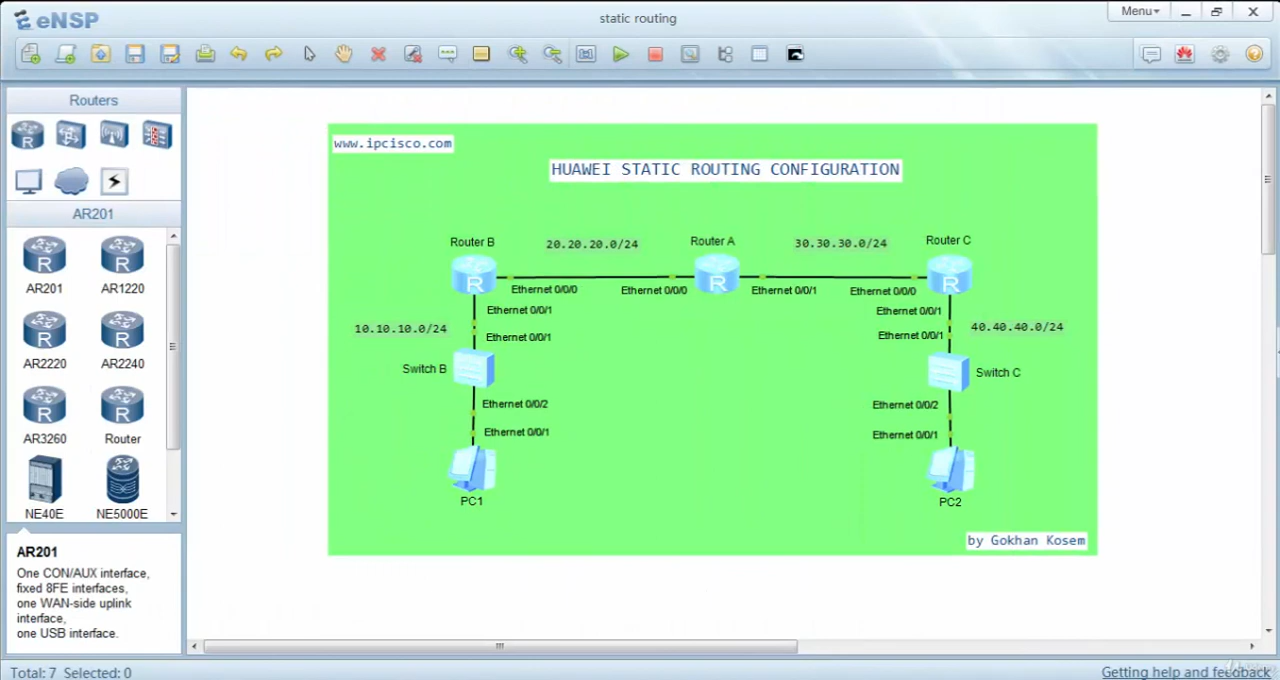 eNSP
static routing
Menu
Routers
AR201
AR201
AR1220
AR2220
AR2240
AR3260
Router
NE40E
NE5000E
AR201
One CON/AUX interface,
fixed 8FE interfaces,
one WAN-side uplink
interface,
one USB interface.
www.ipcisco.com
HUAWEI STATIC ROUTING CONFIGURATION
Router B
20.20.20.0/24
Router A
30.30.30.0/24
Router C
Ethernet 0/0/0
Ethernet 0/0/0
Ethernet 0/0/1
Ethernet 0/0/0
Ethernet 0/0/1
Ethernet 0/0/1
10.10.10.0/24
40.40.40.0/24
Ethernet 0/0/1
Ethernet 0/0/1
Switch B
Switch C
Ethernet 0/0/2
Ethernet 0/0/2
Ethernet 0/0/1
Ethernet 0/0/1
PC1
PC2
by Gokhan Kosem
Total: 7 Selected: 0
Getting help and feedback